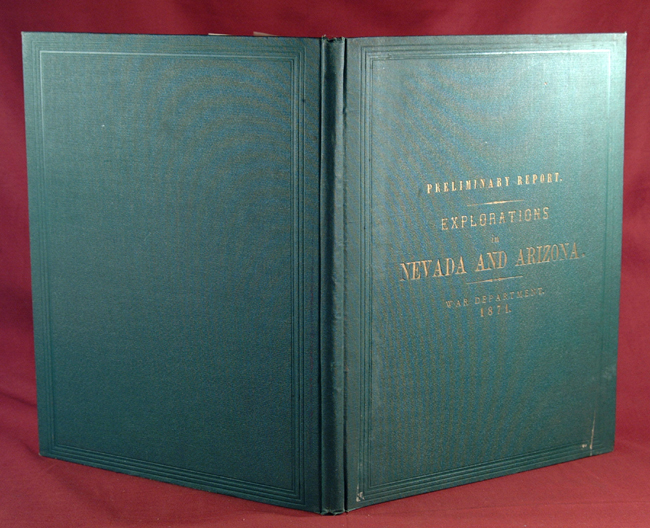 PRELIMINARY REPORT.
EXPLORATIONS
IN
NEVADA AND ARIZONA.
WAR DEPARTMENT.
1871.